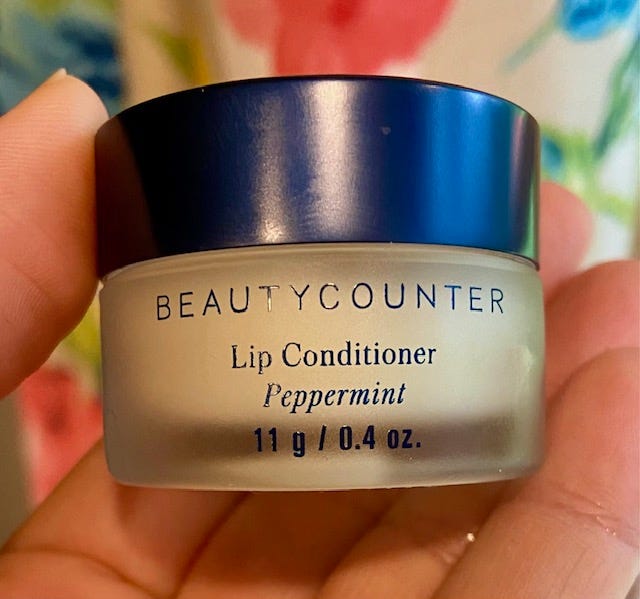 BEAUTYCOUNTER
Lip Conditioner
Peppermint
11 g / 0.4 oz.